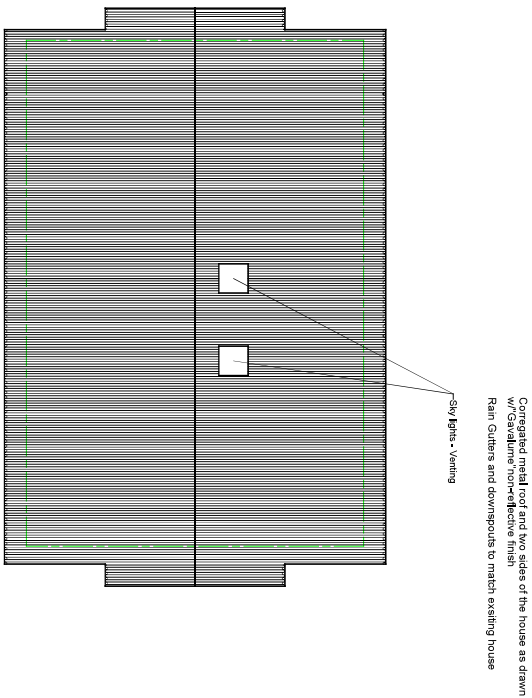 Corregated metal roof and two sides of the house as drawn
w/"Gavalume"non-reflective finish
Rain Gutters and downspouts to match exsiting house
Sky lights - Venting